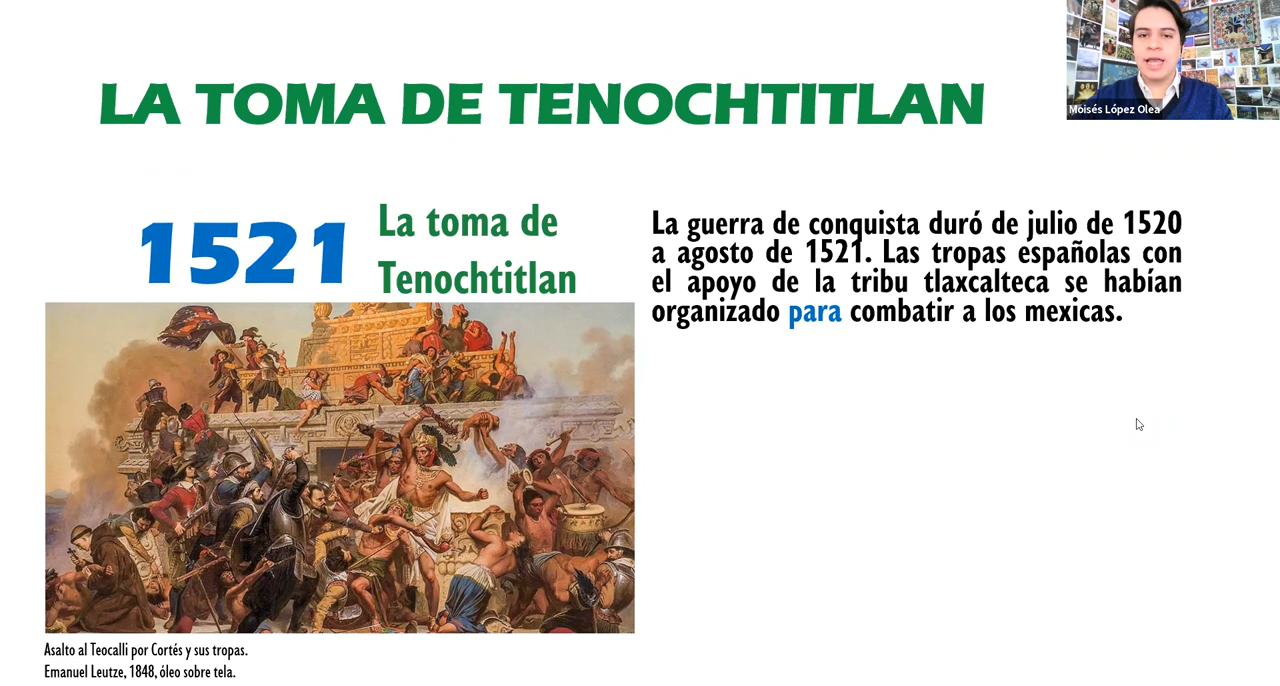 LA TOMA DE TENOCHTITLAN
Moisés López Olea
1521
La toma de
Tenochtitlan
La guerra de conquista duró de julio de 1520
a agosto de 1521. Las tropas españolas con
el apoyo de la tribu tlaxcalteca se habían
organizado para combatir a los mexicas.
Asalto al Teocalli por Cortés y sus tropas.
Emanuel Leutze, 1848, óleo sobre tela.